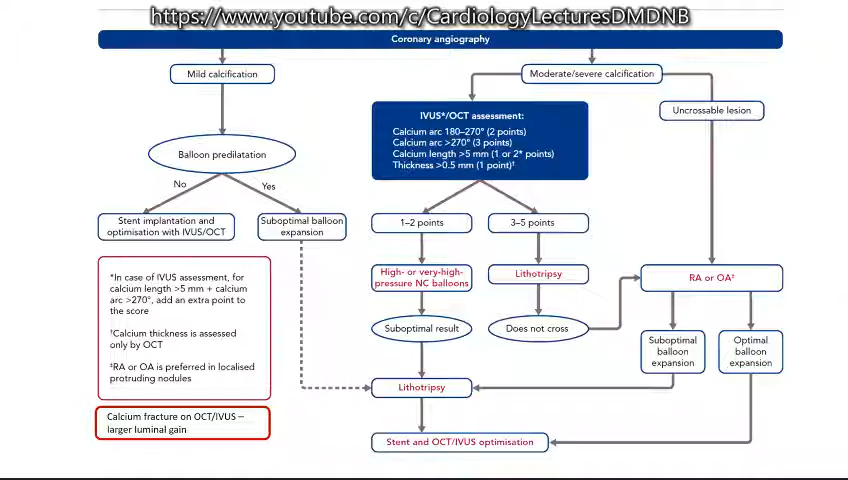 https://www.youtube.com/c/CardiologyLecturesDMDNB
Coronary angiography
Mild calcification
Moderate/severe calcification
Uncrossable lesion
IVUS*/OCT assessment:
Calcium arc 180–270° (2 points)
Calcium arc >270° (3 points)
Calcium length >5 mm (1 or 2* points)
Thickness >0.5 mm (1 point)†
Balloon predilatation
No
Yes
Stent implantation and
optimisation with IVUS/OCT
Suboptimal balloon
expansion
1–2 points
3–5 points
High- or very-high-
pressure NC balloons
Lithotripsy
RA or OA‡
Suboptimal result
Does not cross
Suboptimal
balloon
expansion
Optimal
balloon
expansion
*In case of IVUS assessment, for
calcium length >5 mm + calcium
arc >270°, add an extra point to
the score
†Calcium thickness is assessed
only by OCT
‡RA or OA is preferred in localised
protruding nodules
Lithotripsy
Calcium fracture on OCT/IVUS –
larger luminal gain
Stent and OCT/IVUS optimisation